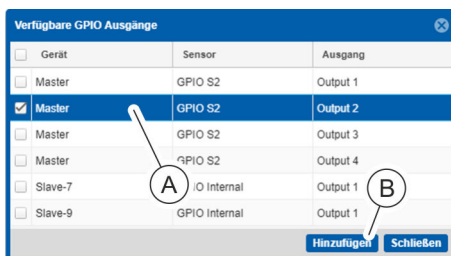 Verfügbare GPIO Ausgänge
Gerät Sensor Ausgang
Master GPIO S2 Output 1
Master GPIO S2 Output 2
Master GPIO S2 Output 3
Master GPIO S2 Output 4
Slave-7 GPIO Internal Output 1
Slave-9 GPIO Internal Output 1
A
B
Hinzufügen Schließen